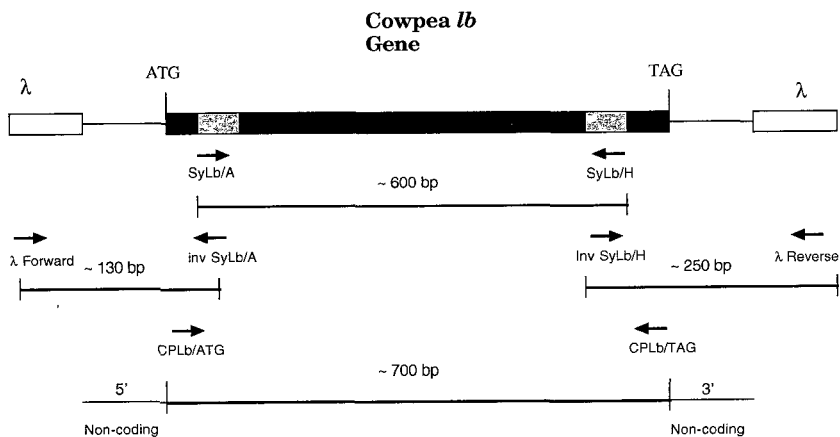 Cowpea lb
Gene
λ
ATG
TAG
λ
SyLb/A
SyLb/H
~ 600 bp
λ Forward
inv SyLb/A
Inv SyLb/H
λ Reverse
~ 130 bp
~ 250 bp
CPLb/ATG
CPLb/TAG
~ 700 bp
5'
3'
Non-coding
Non-coding